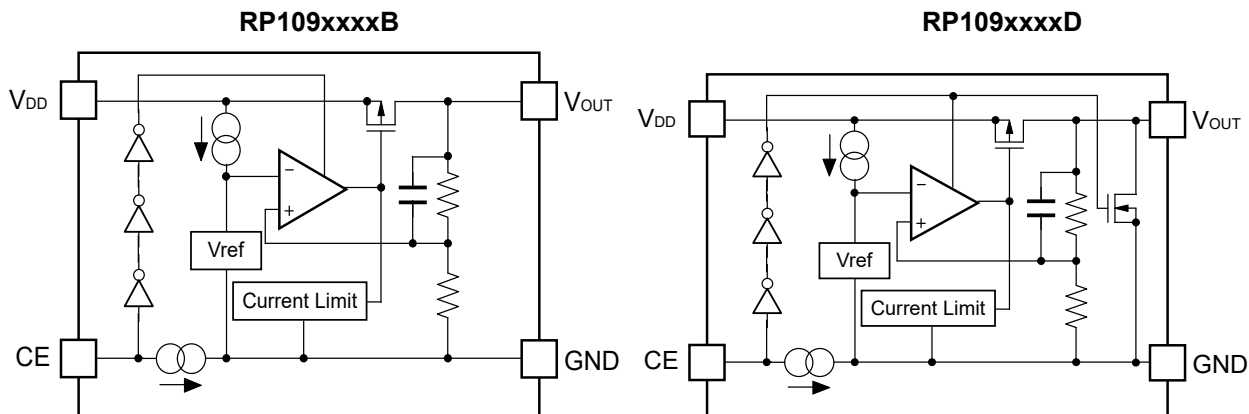 RP109xxxxB
VDD
VOUT
−
+
Vref
Current Limit
CE
GND
RP109xxxxD
VDD
VOUT
−
+
Vref
Current Limit
CE
GND